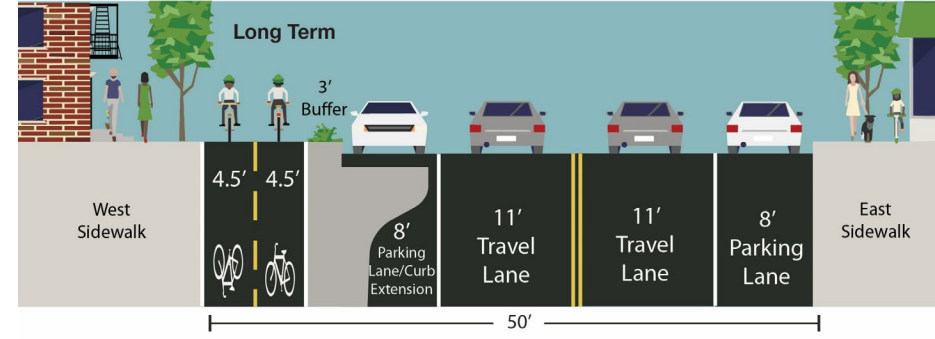 Long Term
3’
Buffer
4.5’ 4.5’
West
Sidewalk
8’
Parking
Lane/Curb
Extension
11’
Travel
Lane
11’
Travel
Lane
8’
Parking
Lane
East
Sidewalk
50’